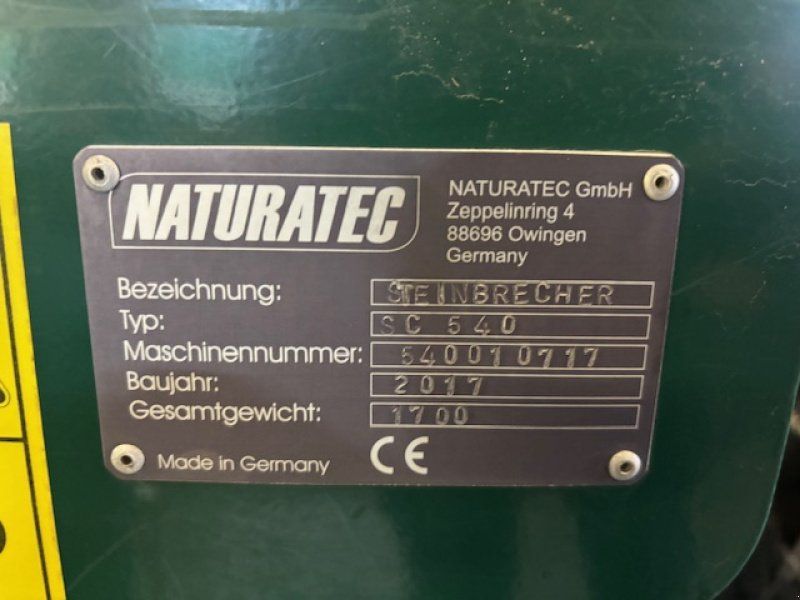 NATURATEC
NATURATEC GmbH
Zeppelinring 4
88696 Owingen
Germany
Bezeichnung: STEINBRECHER
Typ: SC 540
Maschinennummer: 540010717
Baujahr: 2017
Gesamtgewicht: 1700
Made in Germany CE